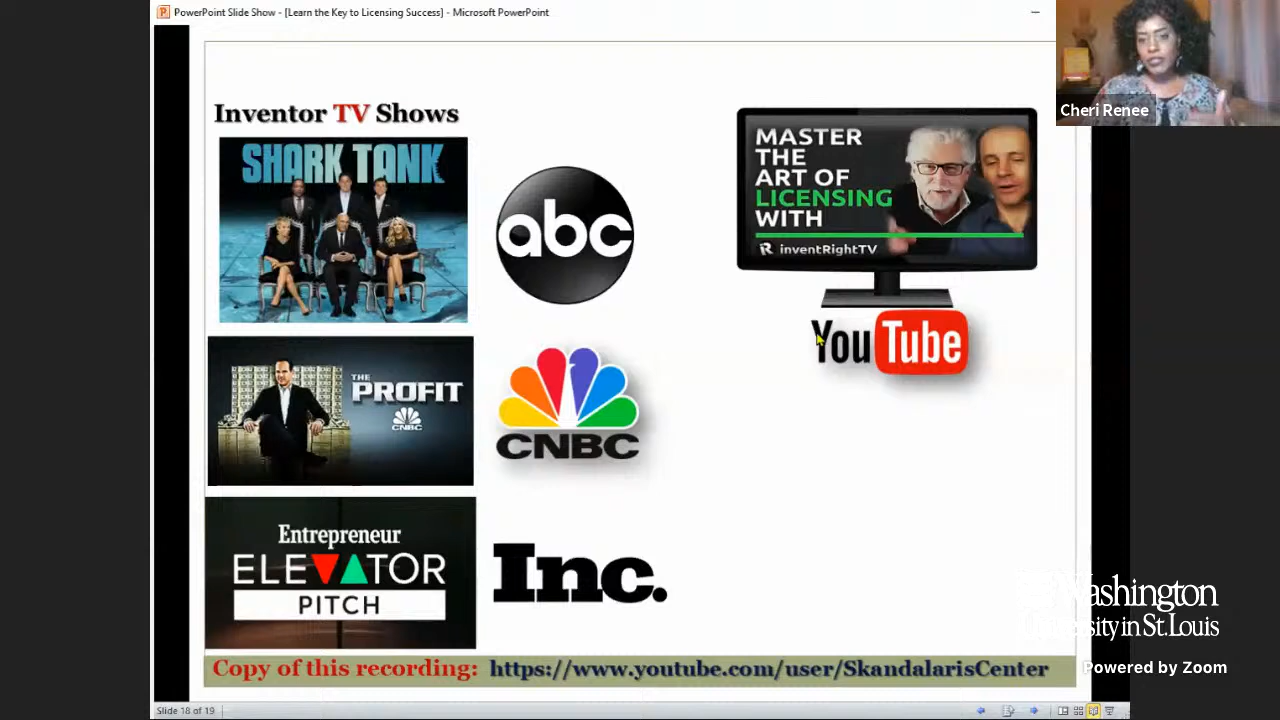 PowerPoint Slide Show - [Learn the Key to Licensing Success] - Microsoft PowerPoint
Cheri Renee
Inventor TV Shows
SHARK TANK
abc
MASTER
THE
ART OF
LICENSING
WITH
inventRightTV
YouTube
THE
PROFIT
CNBC
CNBC
Entrepreneur
ELEVATOR
PITCH
Inc.
Washington
University in St. Louis
Copy of this recording: https://www.youtube.com/user/SkandalarisCenter
Powered by Zoom
Slide 18 of 19